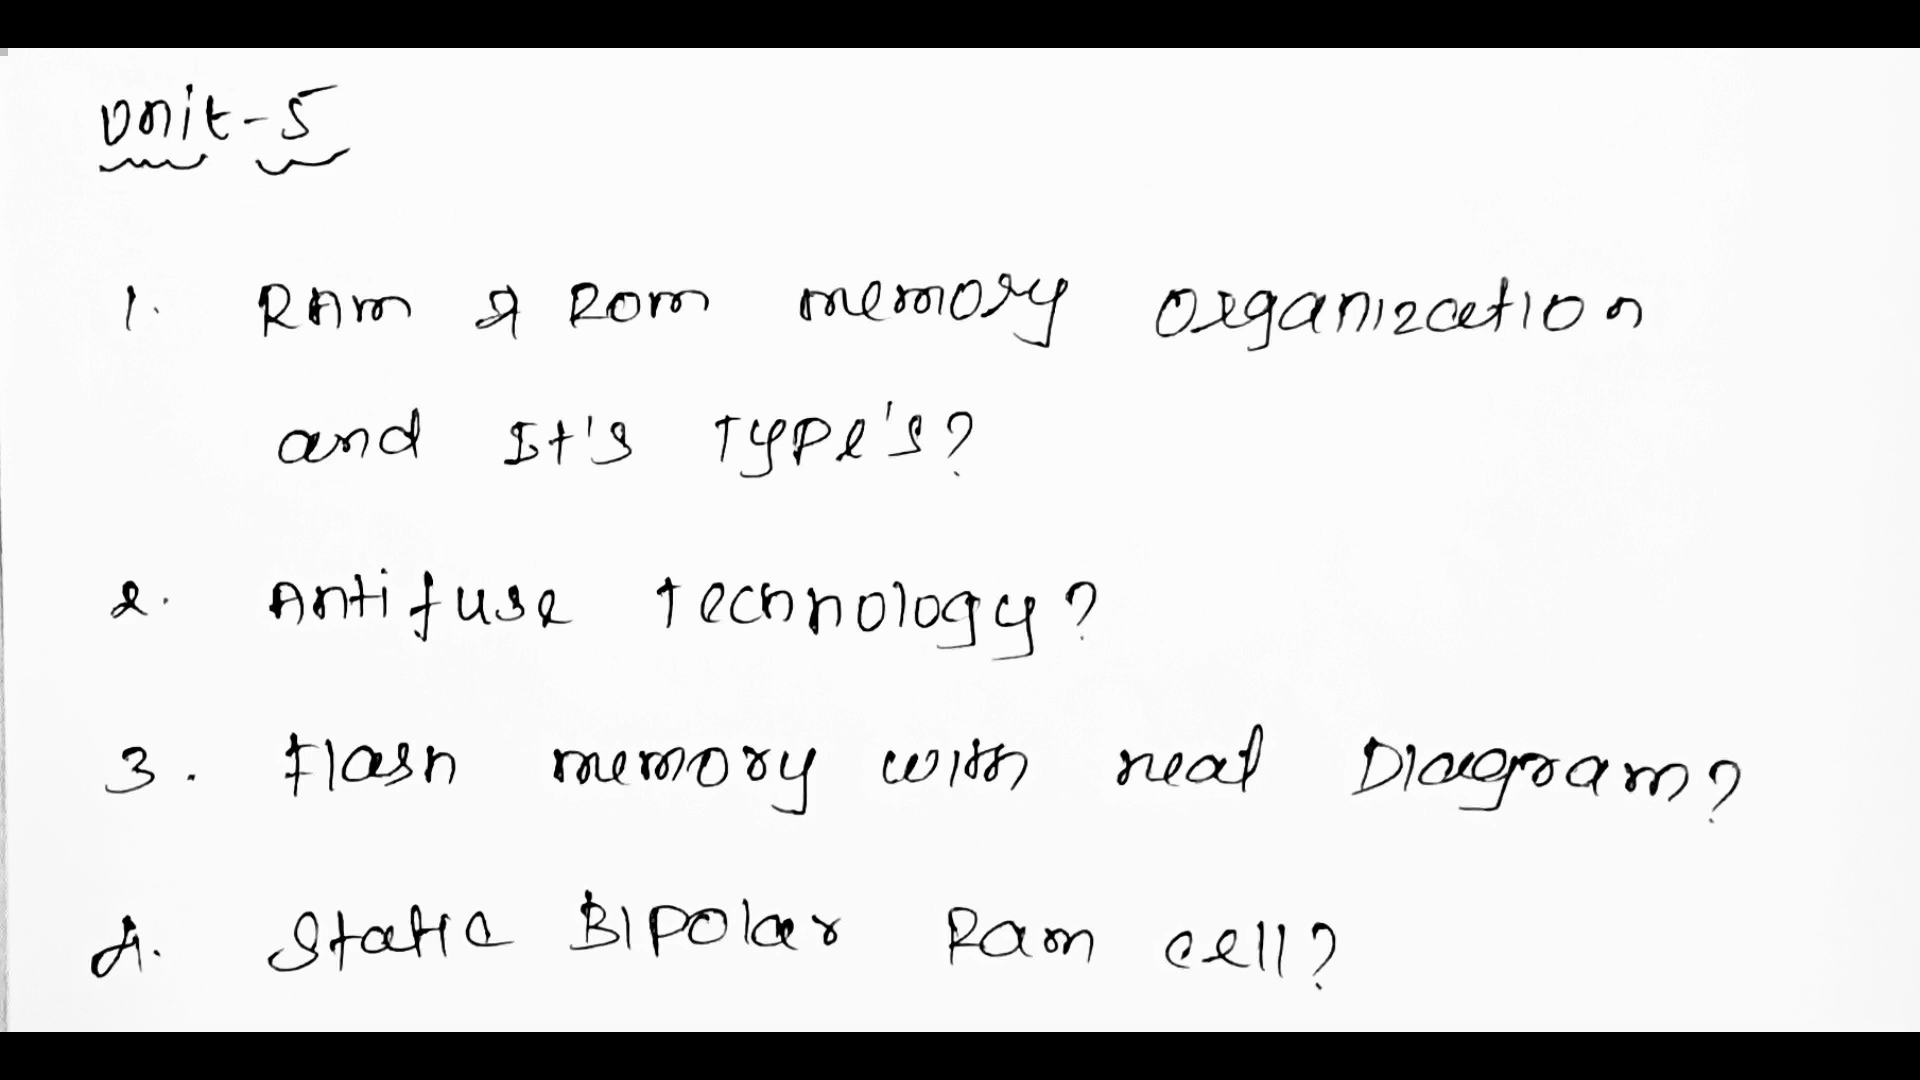 Unit-5
1. RAM & ROM memory organization
and It's Type's?
2. Antifuse Technology?
3. Flash memory with neat Diagram?
4. Static Bipolar Ram cell?